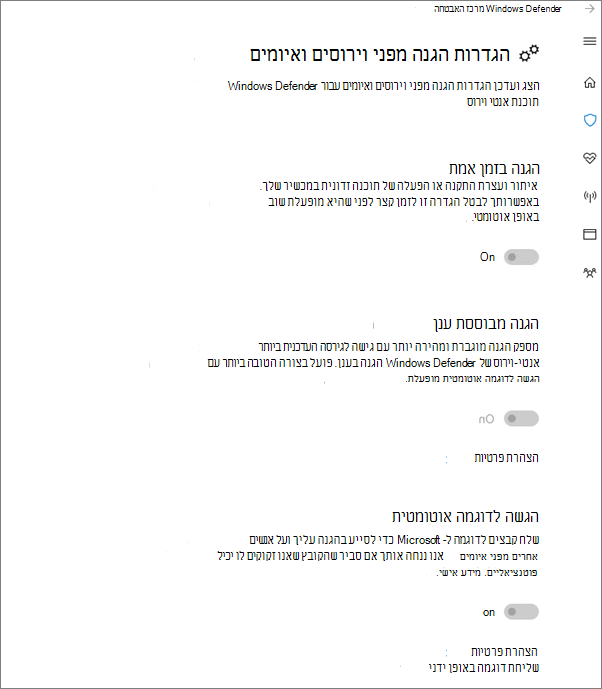 Windows Defender מרכז האבטחה
הגדרות הגנה מפני וירוסים ואיומים
הצג ועדכן הגדרות הגנה מפני וירוסים ואיומים עבור Windows Defender
תוכנת אנטי וירוס
הגנה בזמן אמת
איתור ועצרת התקנה או הפעלה של תוכנה זדונית במכשיר שלך.
באפשרותך לבטל הגדרה זו לזמן קצר לפני שהיא מופעלת שוב
באופן אוטומטי.
On
הגנה מבוססת ענן
מספק הגנה מוגברת ומהירה יותר עם גישה לגירסה העדכנית ביותר
אנטי-וירוס של Windows Defender הגנה בענן. פועל בצורה הטובה ביותר עם
הגשה לדוגמה אוטומטית מופעלת.
On
הצהרת פרטיות
הגשה לדוגמה אוטומטית
שלח קבצים לדוגמה ל- Microsoft כדי לסייע בהגנה עליך ועל אנשים
אחרים מפני איומים אנו ננחה אותך אם סביר שהקובץ שאנו זקוקים לו יכיל
פוטנציאליים. מידע אישי.
on
הצהרת פרטיות
שליחת דוגמה באופן ידני